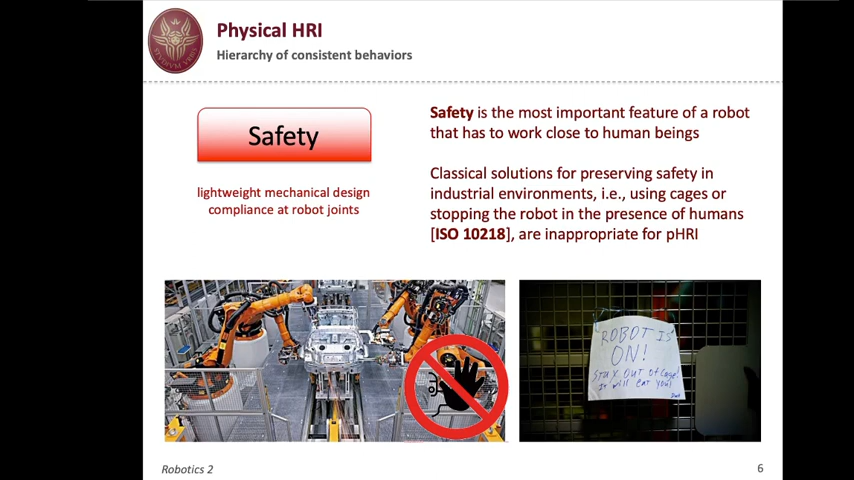 Physical HRI
Hierarchy of consistent behaviors
Safety
lightweight mechanical design
compliance at robot joints
Safety is the most important feature of a robot
that has to work close to human beings
Classical solutions for preserving safety in
industrial environments, i.e., using cages or
stopping the robot in the presence of humans
[ISO 10218], are inappropriate for pHRI
ROBOT IS
ON!
STAY OUT OF Cage!
IT will EAT YOU!
Robotics 2
6